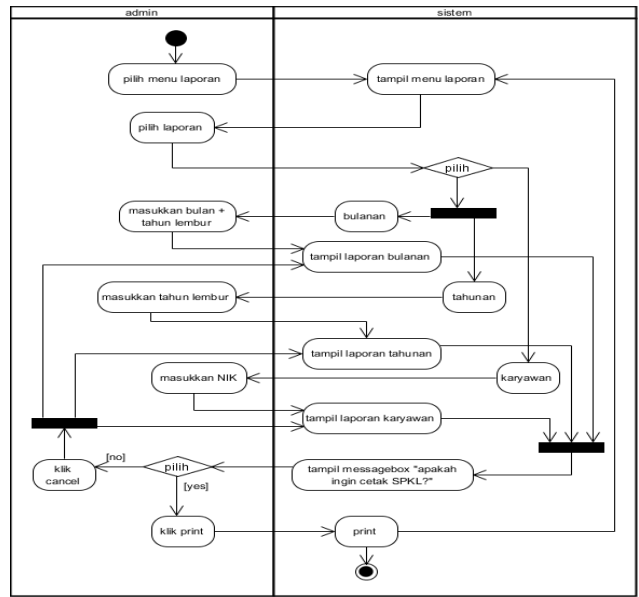 admin
sistem
pilih menu laporan
tampil menu laporan
pilih laporan
pilih
masukkan bulan +
tahun lembur
bulanan
tampil laporan bulanan
masukkan tahun lembur
tahunan
tampil laporan tahunan
masukkan NIK
karyawan
tampil laporan karyawan
[no]
pilih
klik
cancel
tampil messagebox "apakah
ingin cetak SPKL?"
[yes]
klik print
print